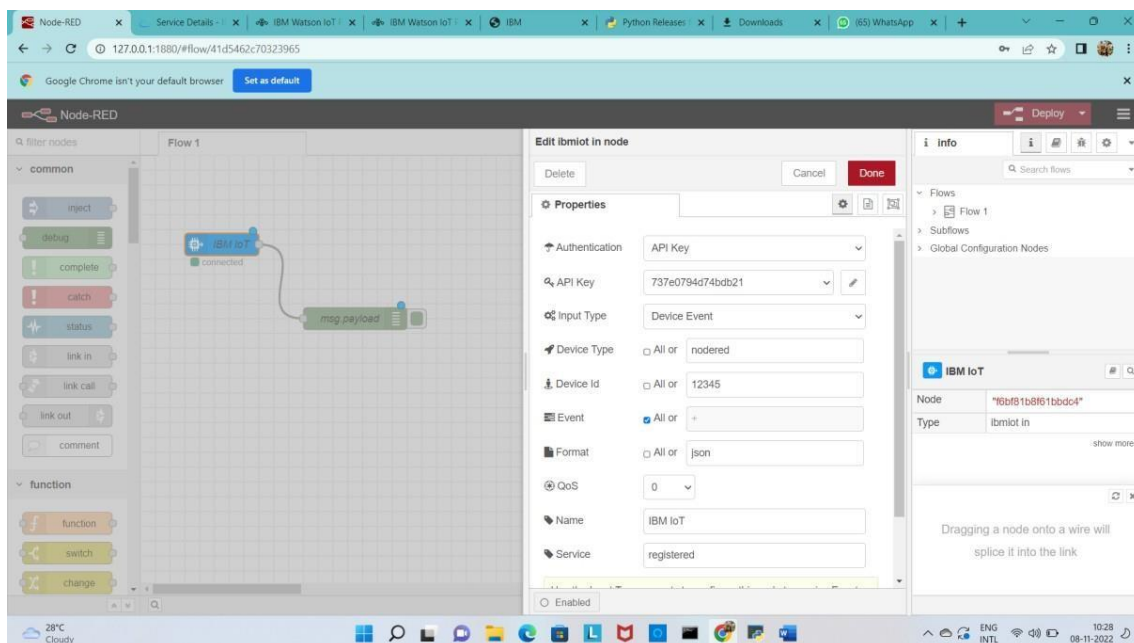 Node-RED
Service Details -
IBM Watson IoT
IBM Watson IoT
IBM
Python Releases
Downloads
(65) WhatsApp
127.0.0.1:1880/#flow/41d5462c70323965
Google Chrome isn't your default browser
Set as default
Node-RED
Deploy
filter nodes
Flow 1
Edit ibmiot in node
i info
common
Delete
Cancel
Done
Search flows
Properties
Flows
Flow 1
Subflows
Global Configuration Nodes
inject
debug
complete
catch
status
link in
link call
link out
comment
function
function
switch
change
IBM IoT
connected
msg.payload
Authentication
API Key
API Key
737e0794d74bdb21
Input Type
Device Event
Device Type
All or
nodered
Device Id
All or
12345
Event
All or
+
Format
All or
json
QoS
0
Name
IBM IoT
Service
registered
Enabled
IBM IoT
Node
"f6bf81b8f61bbdc4"
Type
ibmiot in
show more
Dragging a node onto a wire will
splice it into the link
28°C
Cloudy
ENG
INTL
10:28
08-11-2022